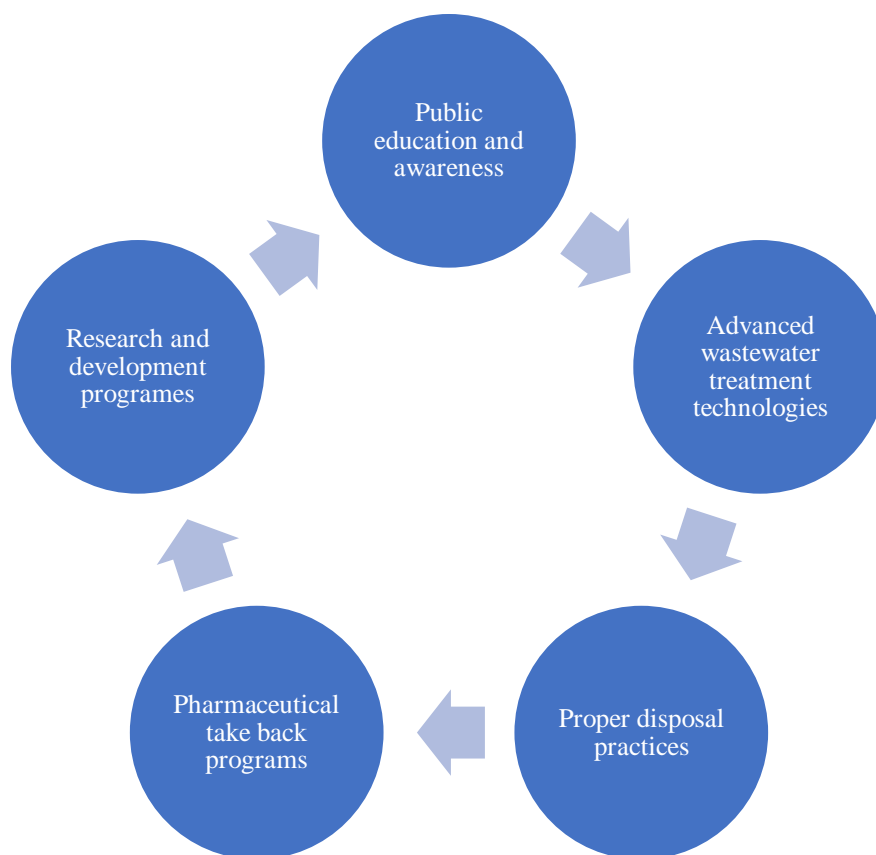 Public
education and
awareness
Advanced
wastewater
treatment
technologies
Proper disposal
practices
Pharmaceutical
take back
programs
Research and
development
programes